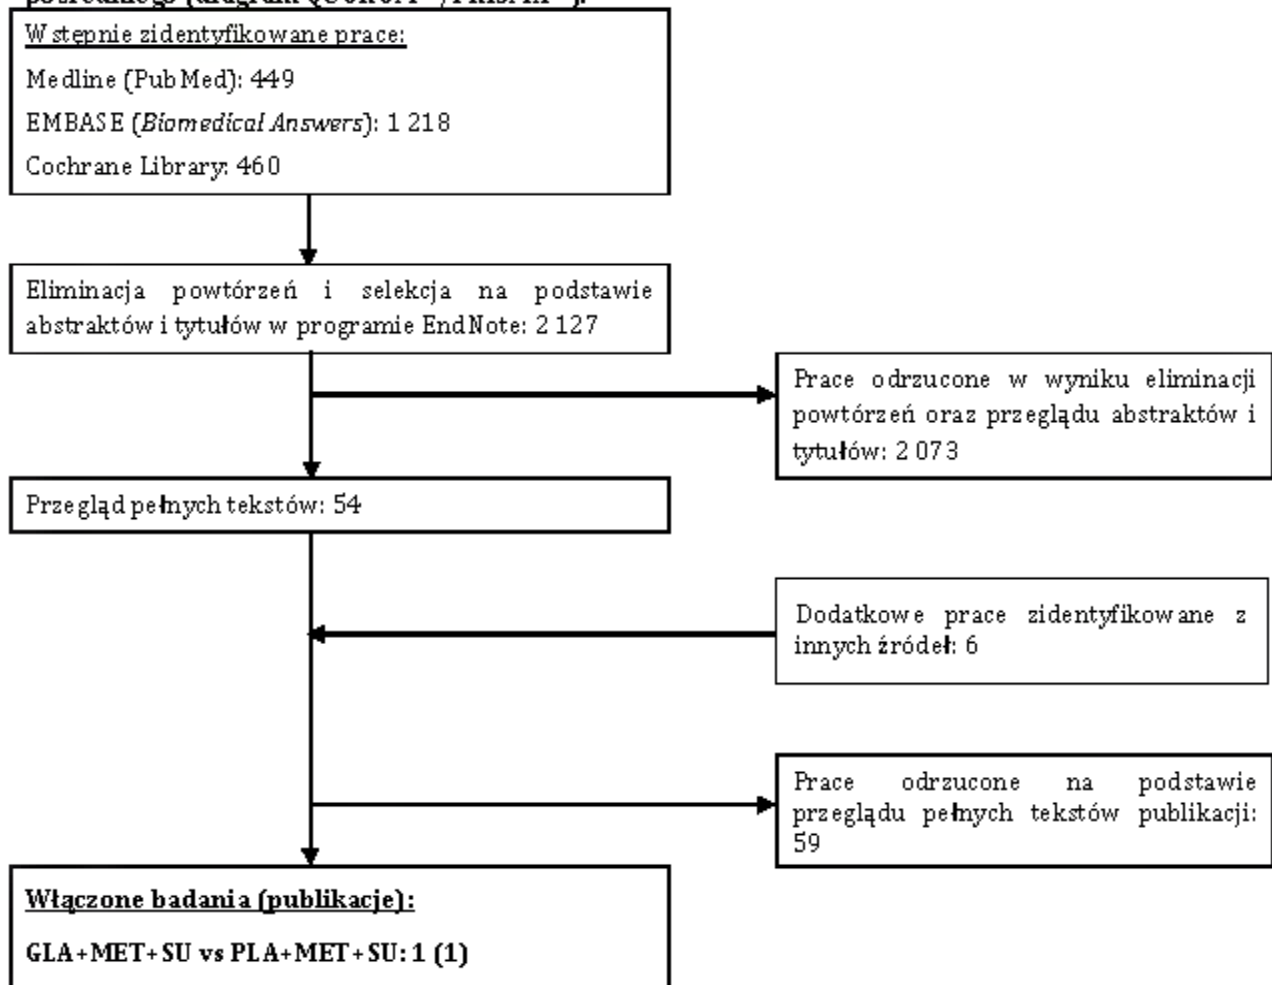 Wstępnie zidentyfikowane prace:
Medline (PubMed): 449
EMBASE (Biomedical Answers): 1 218
Cochrane Library: 460
Eliminacja powtórzeń i selekcja na podstawie
abstraktów i tytułów w programie EndNote: 2 127
Prace odrzucone w wyniku eliminacji
powtórzeń oraz przeglądu abstraktów i
tytułów: 2 073
Przegląd pełnych tekstów: 54
Dodatkowe prace zidentyfikowane z
innych źródeł: 6
Prace odrzucone na podstawie
przeglądu pełnych tekstów publikacji:
59
Włączone badania (publikacje):
GLA+MET+SU vs PLA+MET+SU: 1 (1)